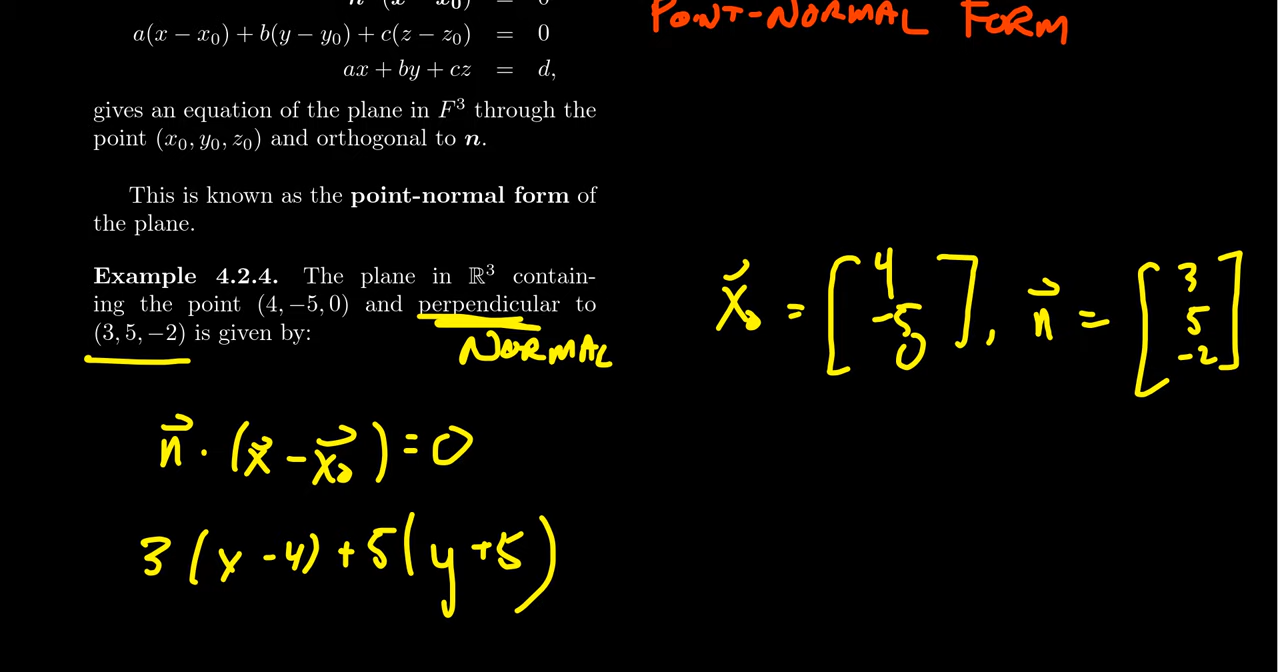 n · (x − x₀) = 0
POINT-NORMAL FORM
a(x − x₀) + b(y − y₀) + c(z − z₀) = 0
ax + by + cz = d,
gives an equation of the plane in F³ through the
point (x₀, y₀, z₀) and orthogonal to n.
This is known as the point-normal form of
the plane.
Example 4.2.4. The plane in ℝ³ contain-
ing the point (4, −5, 0) and perpendicular to
(3, 5, −2) is given by:
NORMAL
x⃗₀ = [4 -5 0], n⃗ = [3 5 -2]
n⃗ · (x⃗ − x⃗₀) = 0
3(x − 4) + 5(y + 5)